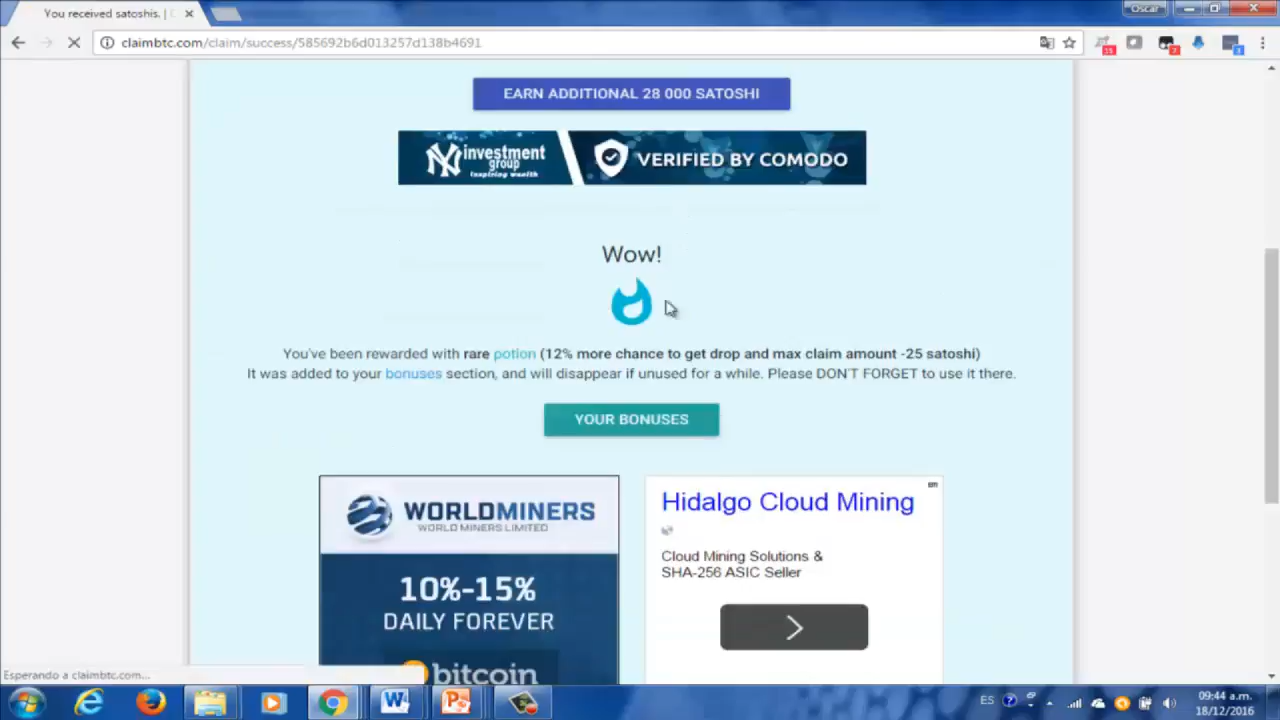 You received satoshis. |
Oscar
claimbtc.com/claim/success/585692b6d013257d138b4691
EARN ADDITIONAL 28 000 SATOSHI
NY investment group
Inspiring wealth
VERIFIED BY COMODO
Wow!
You've been rewarded with rare potion (12% more chance to get drop and max claim amount -25 satoshi)
It was added to your bonuses section, and will disappear if unused for a while. Please DON'T FORGET to use it there.
YOUR BONUSES
WORLDMINERS
WORLD MINERS LIMITED
10%-15%
DAILY FOREVER
bitcoin
Hidalgo Cloud Mining
Cloud Mining Solutions &
SHA-256 ASIC Seller
Esperando a claimbtc.com...
ES
09:44 a.m.
18/12/2016